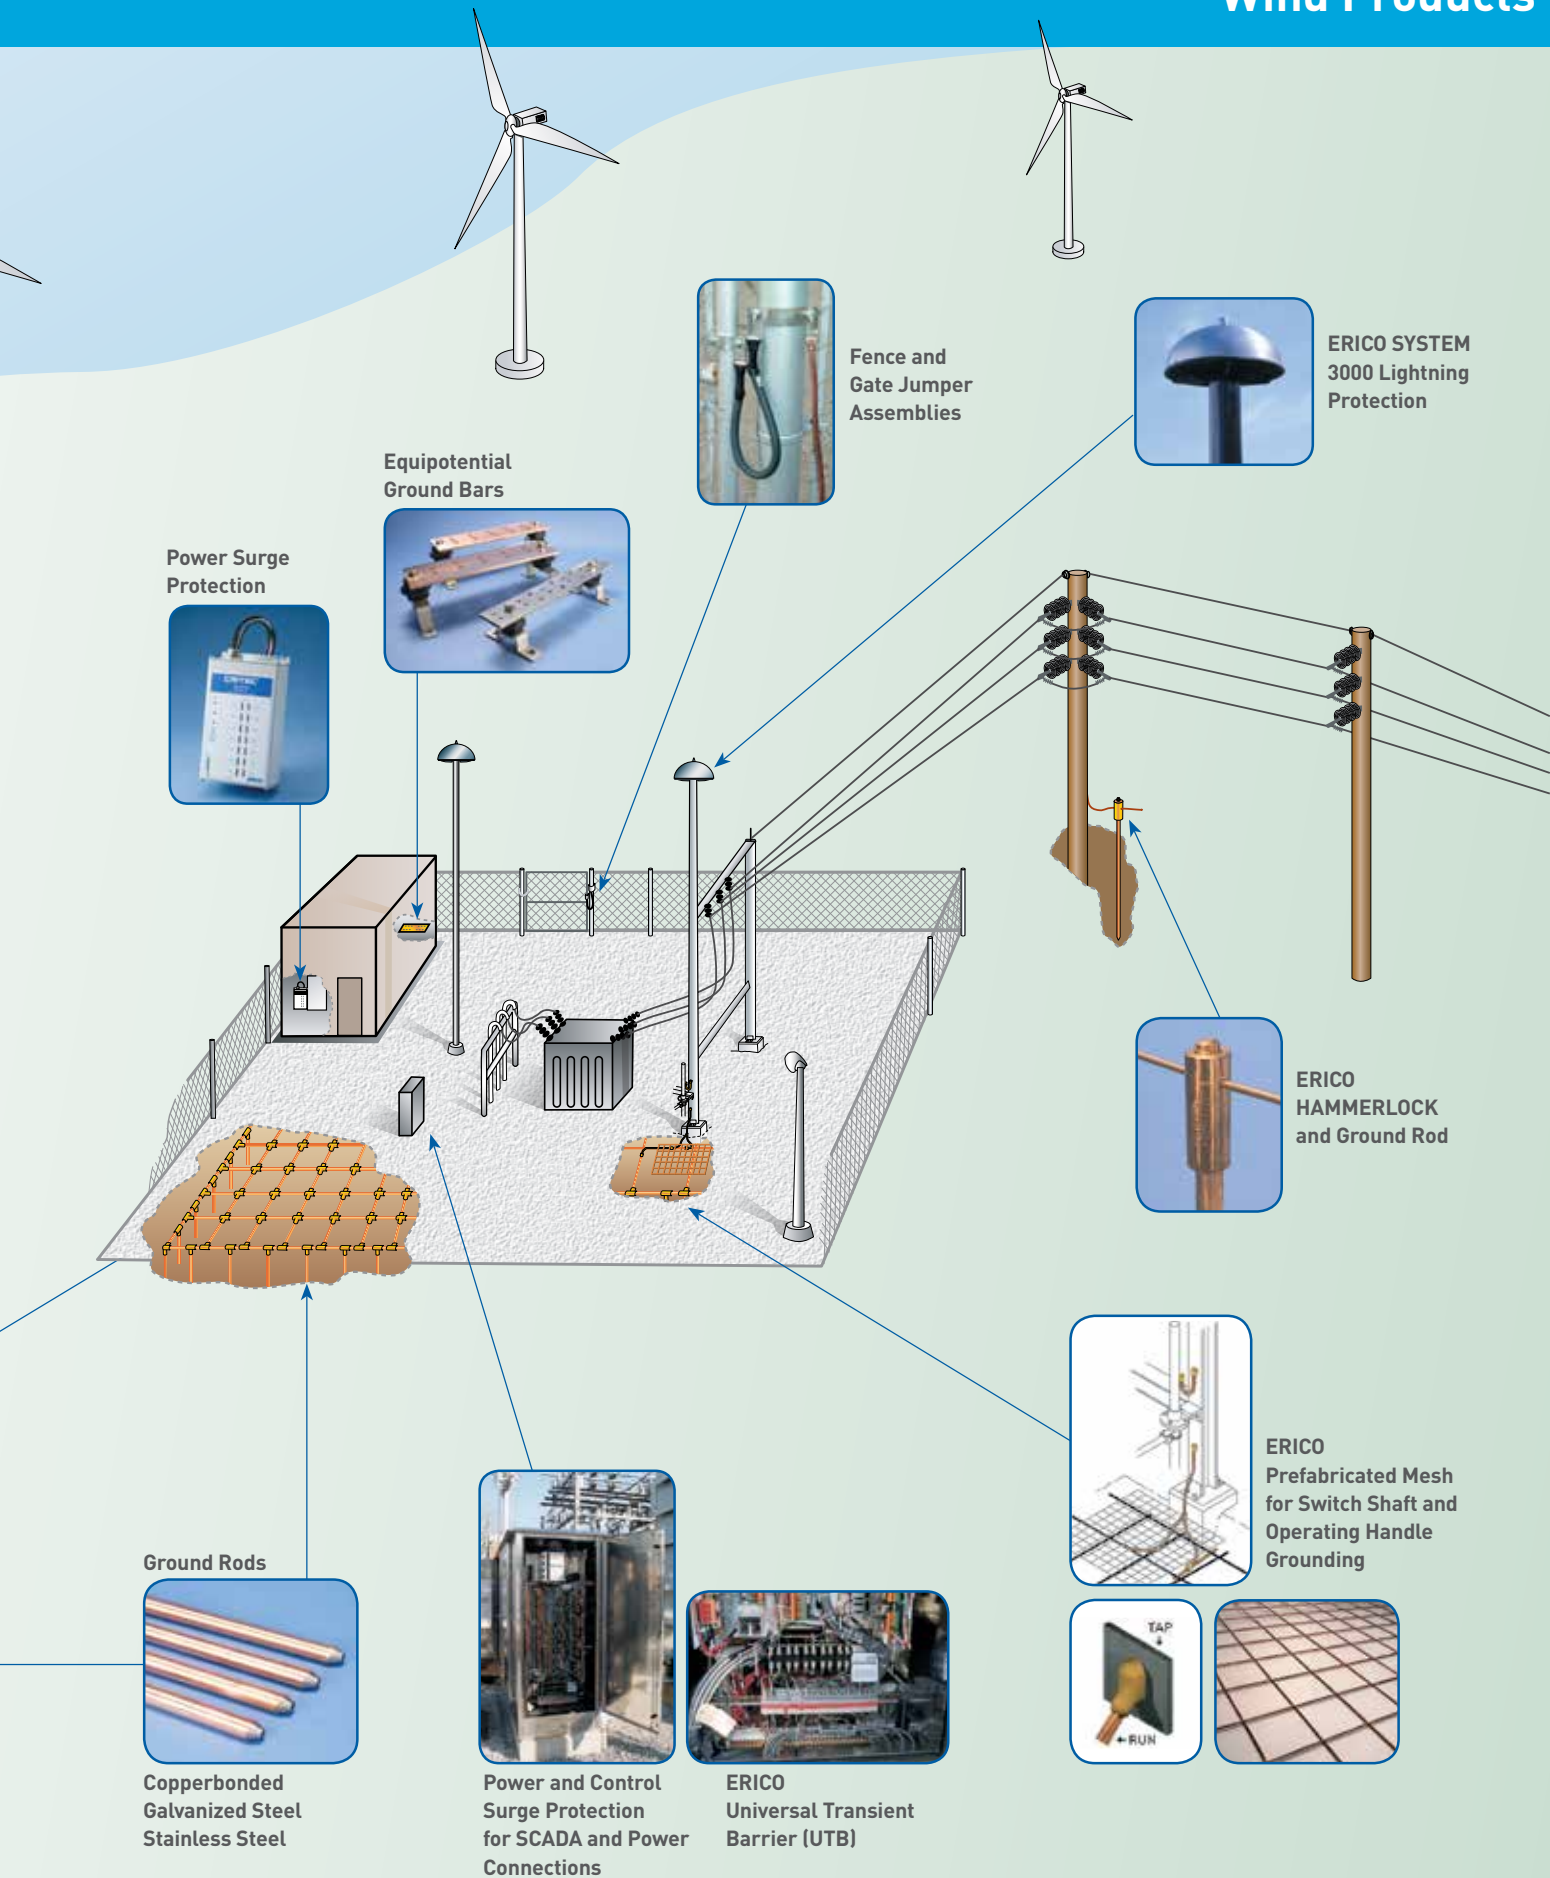 Wind Products
Fence and
Gate Jumper
Assemblies
ERICO SYSTEM
3000 Lightning
Protection
Equipotential
Ground Bars
Power Surge
Protection
ERICO
HAMMERLOCK
and Ground Rod
ERICO
Prefabricated Mesh
for Switch Shaft and
Operating Handle
Grounding
TAP
RUN
Ground Rods
Copperbonded
Galvanized Steel
Stainless Steel
Power and Control
Surge Protection
for SCADA and Power
Connections
ERICO
Universal Transient
Barrier (UTB)